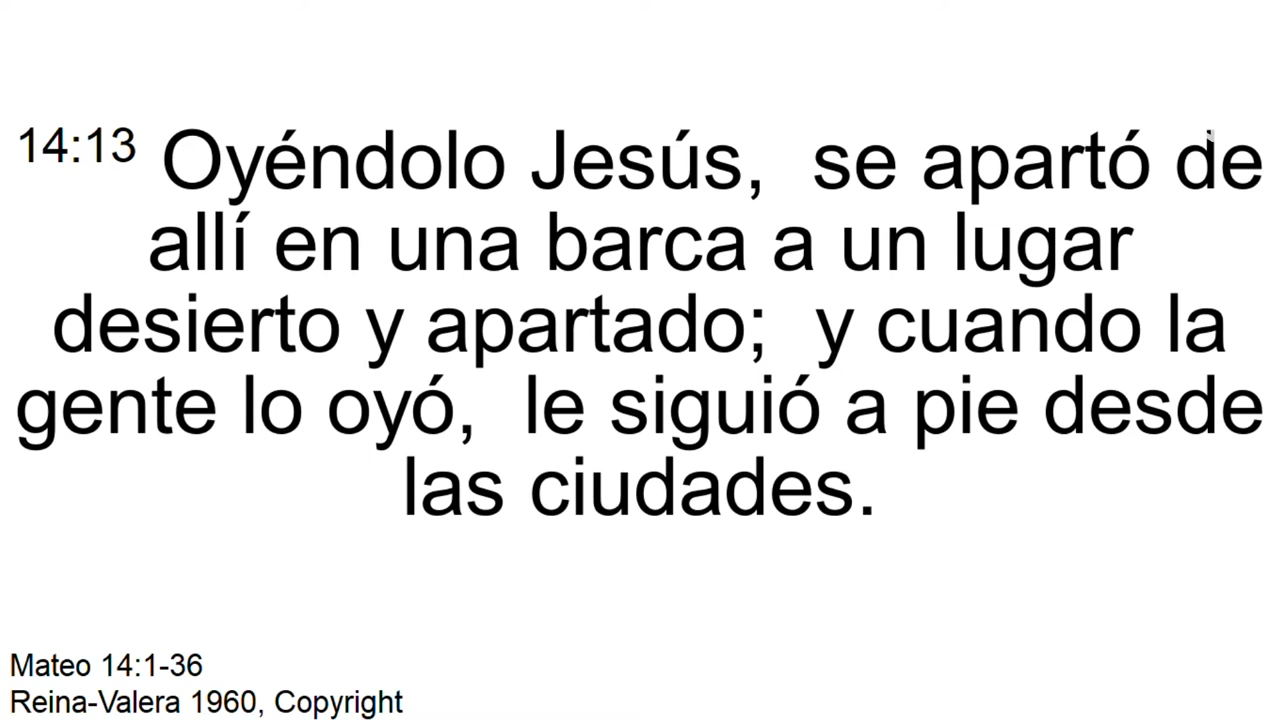 14:13 Oyéndolo Jesús, se apartó de
allí en una barca a un lugar
desierto y apartado; y cuando la
gente lo oyó, le siguió a pie desde
las ciudades.
Mateo 14:1-36
Reina-Valera 1960, Copyright